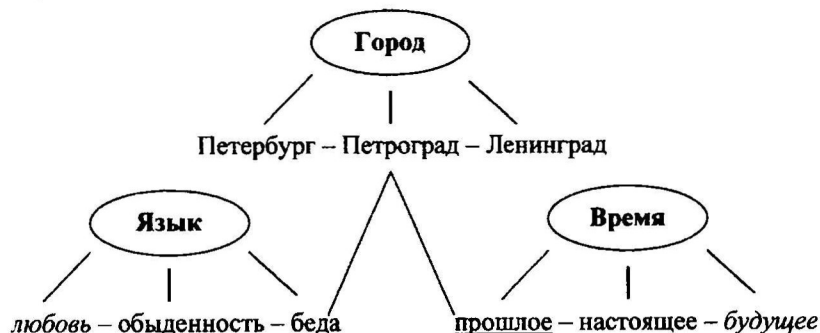 Город
Петербург – Петроград – Ленинград
Язык
Время
любовь – обыденность – беда
прошлое – настоящее – будущее